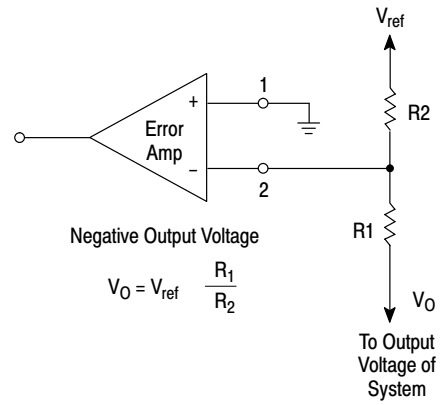 V_ref
1
+
Error
Amp
R2
−
2
Negative Output Voltage
R1
V_O = V_ref R_1 / R_2
V_O
To Output
Voltage of
System